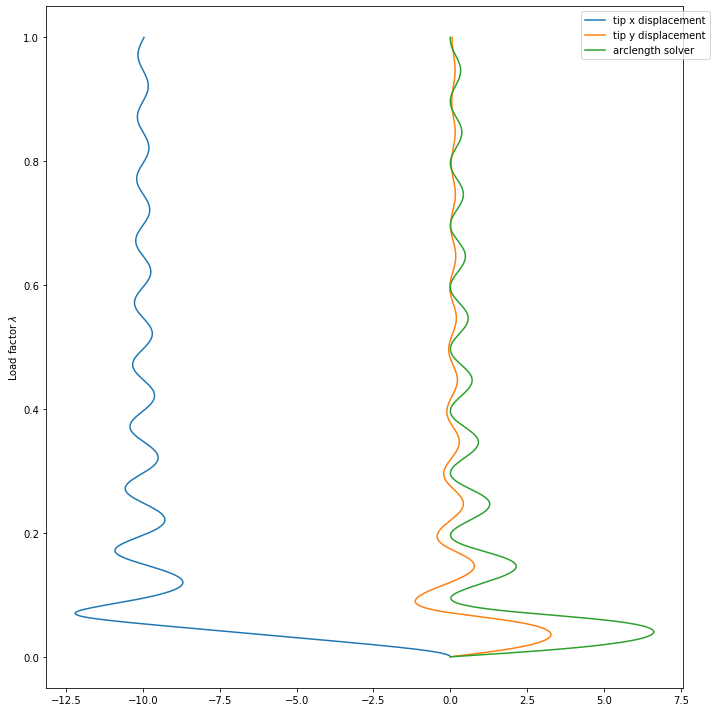 tip x displacement
tip y displacement
arclength solver
1.0
0.8
0.6
0.4
0.2
0.0
Load factor λ
−12.5 −10.0 −7.5 −5.0 −2.5 0.0 2.5 5.0 7.5